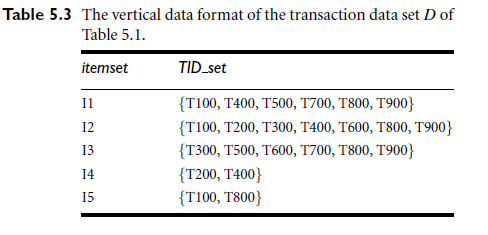 Table 5.3 The vertical data format of the transaction data set D of
Table 5.1.
itemset TID_set
I1 {T100, T400, T500, T700, T800, T900}
I2 {T100, T200, T300, T400, T600, T800, T900}
I3 {T300, T500, T600, T700, T800, T900}
I4 {T200, T400}
I5 {T100, T800}